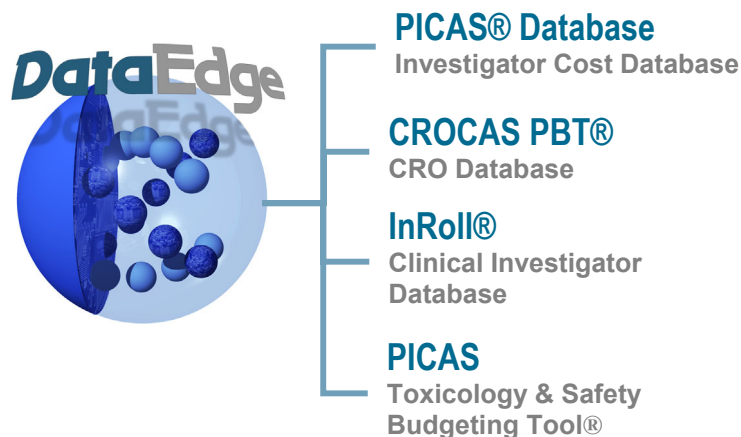 DataEdge
PICAS® Database
Investigator Cost Database
CROCAS PBT®
CRO Database
InRoll®
Clinical Investigator
Database
PICAS
Toxicology & Safety
Budgeting Tool®